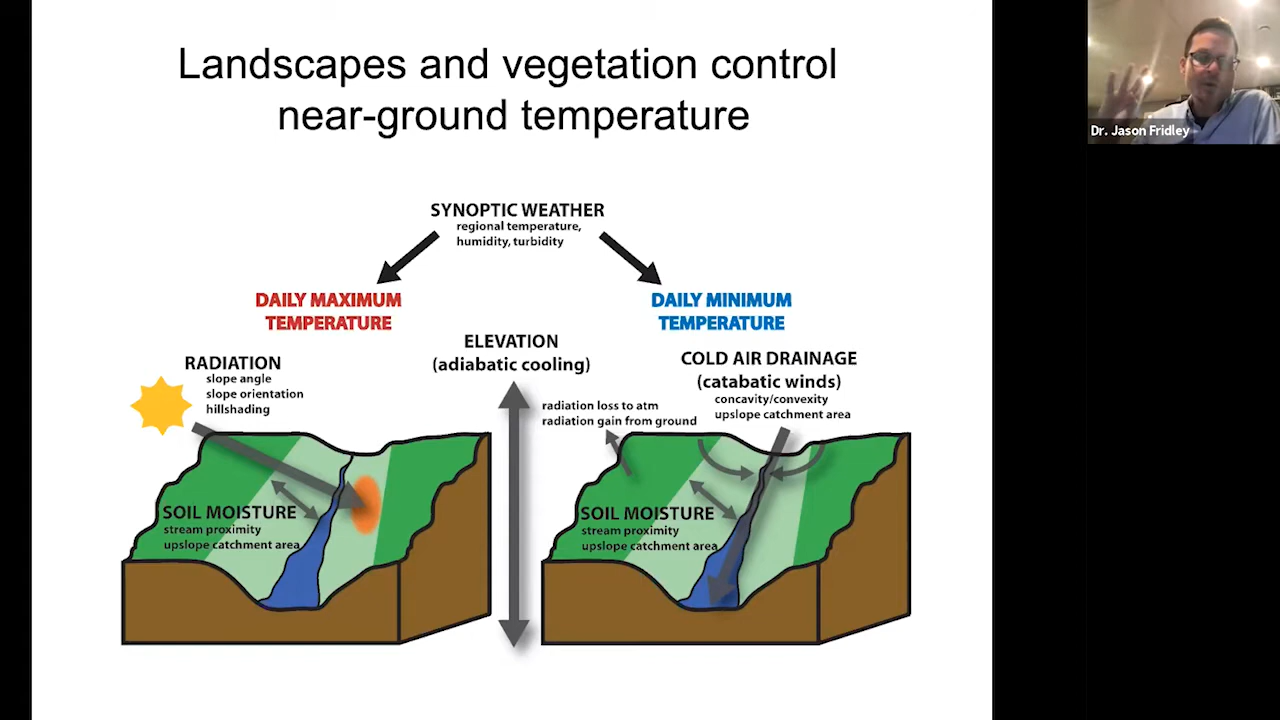 Landscapes and vegetation control
near-ground temperature
Dr. Jason Fridley
SYNOPTIC WEATHER
regional temperature,
humidity, turbidity
DAILY MAXIMUM
TEMPERATURE
DAILY MINIMUM
TEMPERATURE
ELEVATION
(adiabatic cooling)
RADIATION
slope angle
slope orientation
hillshading
COLD AIR DRAINAGE
(catabatic winds)
concavity/convexity
upslope catchment area
radiation loss to atm
radiation gain from ground
SOIL MOISTURE
stream proximity
upslope catchment area
SOIL MOISTURE
stream proximity
upslope catchment area